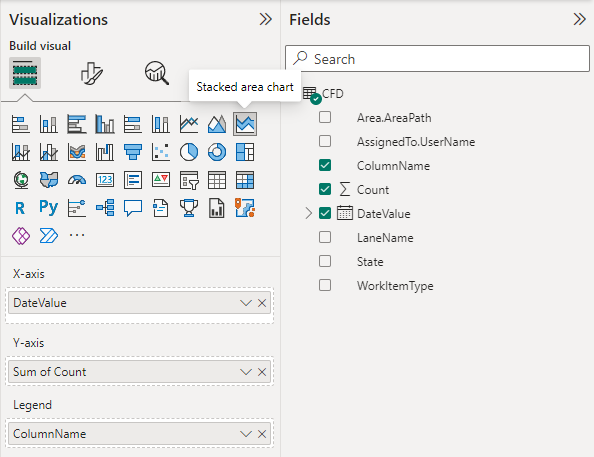 Visualizations
Build visual
Stacked area chart
123
R
Py
X-axis
DateValue
Y-axis
Sum of Count
Legend
ColumnName
Fields
Search
CFD
Area.AreaPath
AssignedTo.UserName
ColumnName
Count
DateValue
LaneName
State
WorkItemType